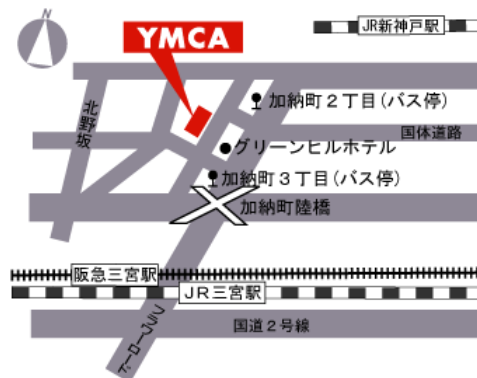 N
YMCA
JR新神戸駅
加納町2丁目(バス停)
北野坂
国体道路
グリーンヒルホテル
加納町3丁目(バス停)
加納町陸橋
阪急三宮駅
JR三宮駅
国道2号線
フラワーロード